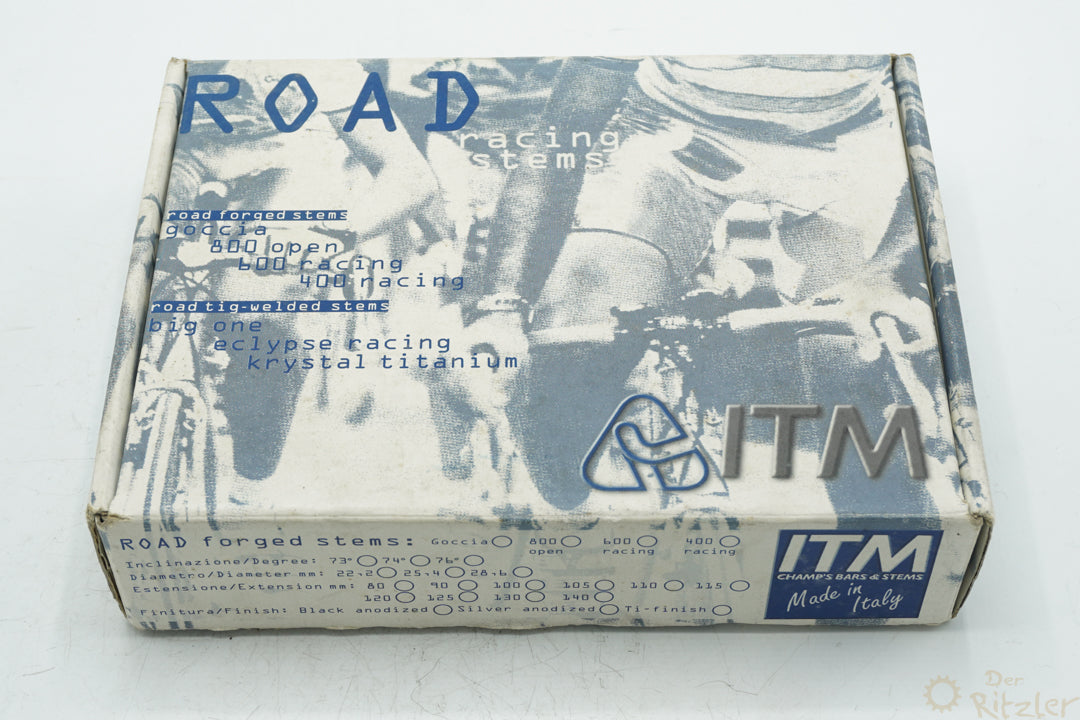 ROAD
racing
stems
road forged stems
goccia
800 open
600 racing
400 racing
road tig-welded stems
big one
eclypse racing
krystal titanium
ITM
ROAD forged stems: Goccia 800 open 600 racing 400 racing
Inclinazione/Degree: 73° 74° 76°
Diametro/Diameter mm: 22,2 25,4 28,6
Estensione/Extension mm: 80 90 100 105 110 115
120 125 130 140
Finitura/Finish: Black anodized Silver anodized Ti-finish
ITM
CHAMP'S BARS & STEMS
Made in
Italy
Der
Ritzler